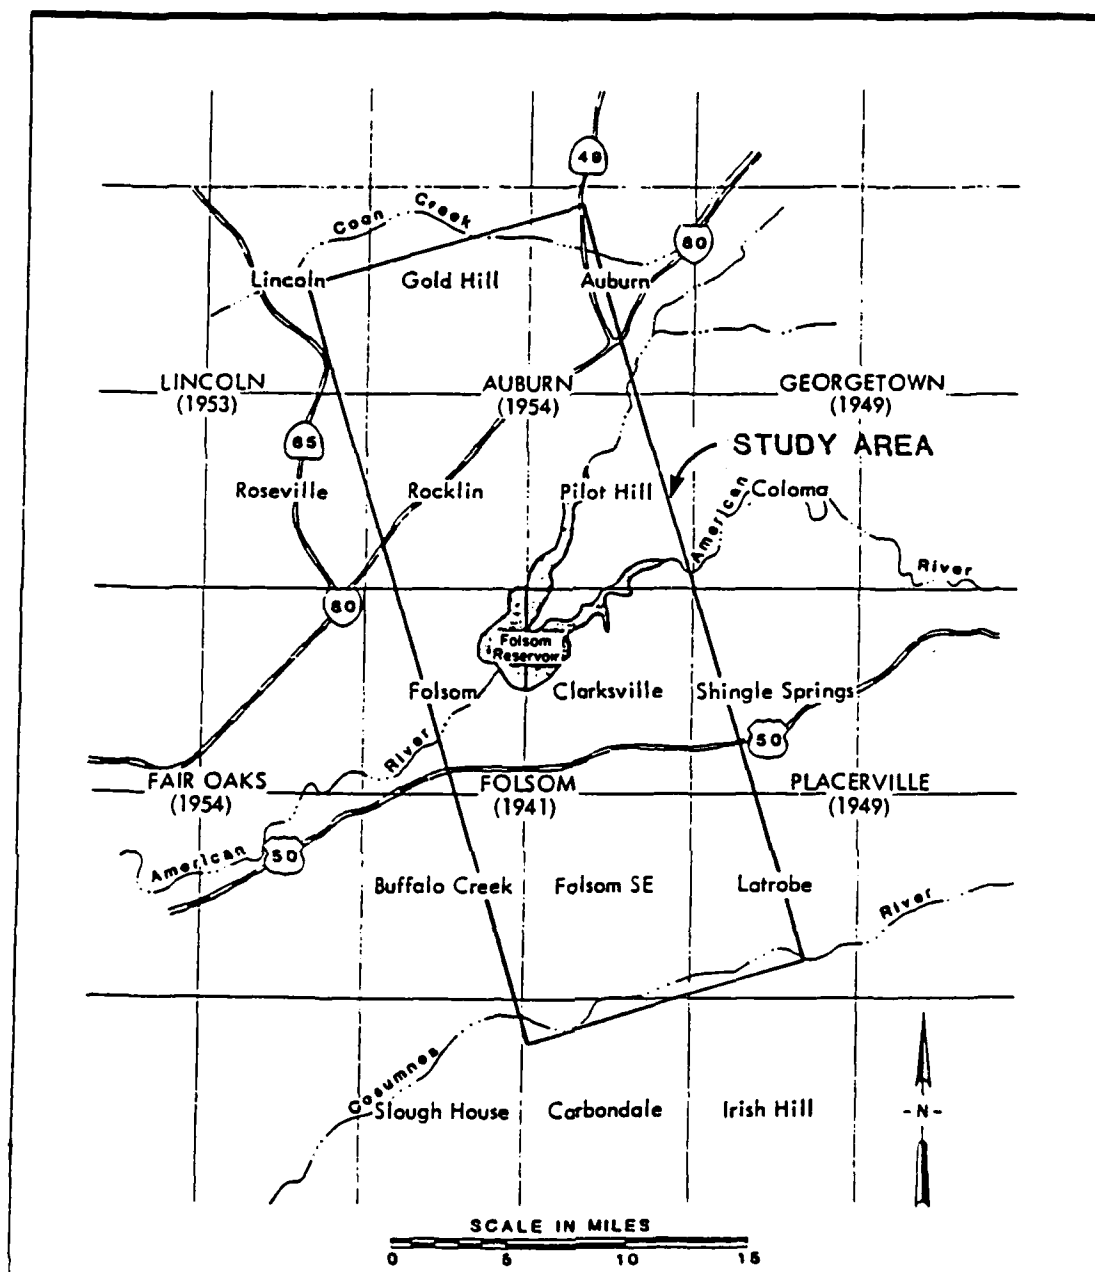 49
Coon Creek
80
Lincoln
Gold Hill
Auburn
LINCOLN
(1953)
AUBURN
(1954)
GEORGETOWN
(1949)
65
STUDY AREA
Roseville
Rocklin
Pilot Hill
American
Coloma
River
80
Folsom
Reservoir
Folsom
Clarksville
Shingle Springs
River
50
FAIR OAKS
(1954)
FOLSOM
(1941)
PLACERVILLE
(1949)
American
50
Buffalo Creek
Folsom SE
Latrobe
River
Cosumnes
Slough House
Carbondale
Irish Hill
-N-
SCALE IN MILES
0 5 10 15